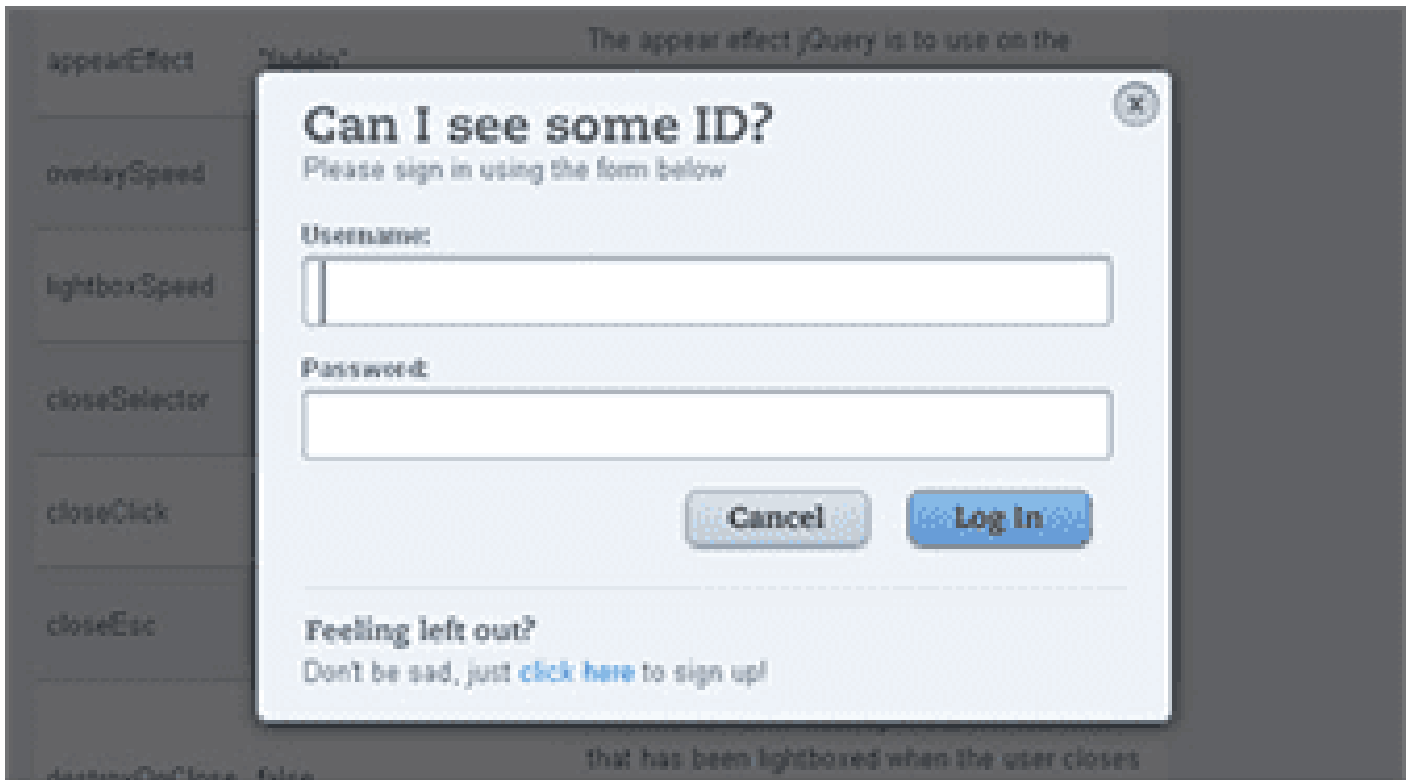 The appear effect jQuery is to use on the
appearEffect "fadeIn"
Can I see some ID?
x
Please sign in using the form below
overlaySpeed
Username:
lightboxSpeed
Password:
closeSelector
closeClick
Cancel
Log In
closeEsc
Feeling left out?
Don't be sad, just click here to sign up!
that has been lightboxed when the user closes
destroyOnClose false